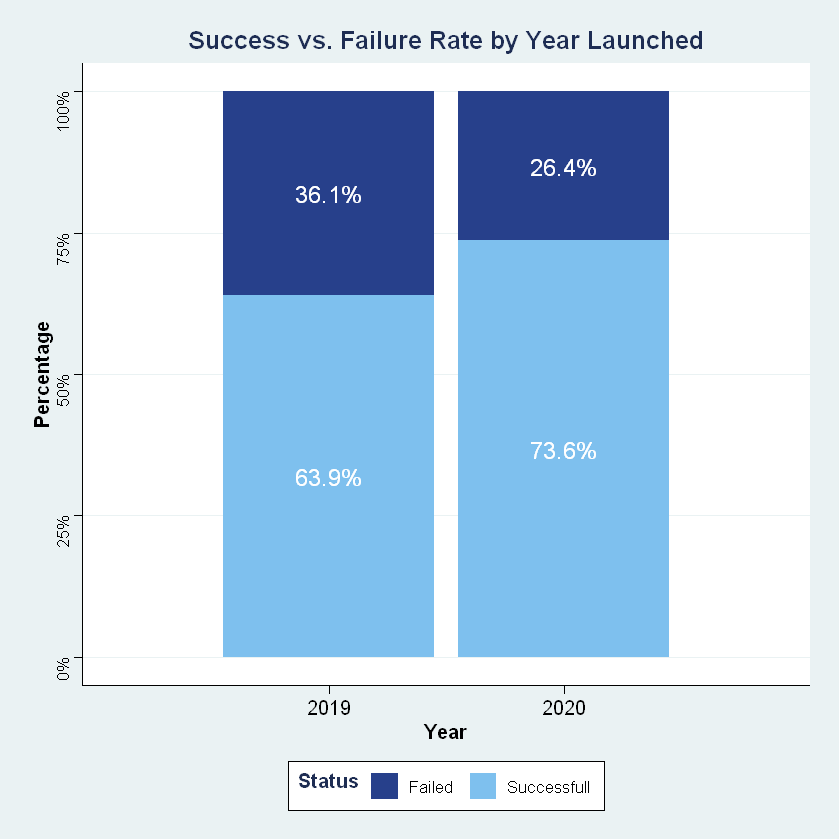 Success vs. Failure Rate by Year Launched
Percentage
100%
75%
50%
25%
0%
36.1%
26.4%
63.9%
73.6%
2019 2020
Year
Status Failed Successfull